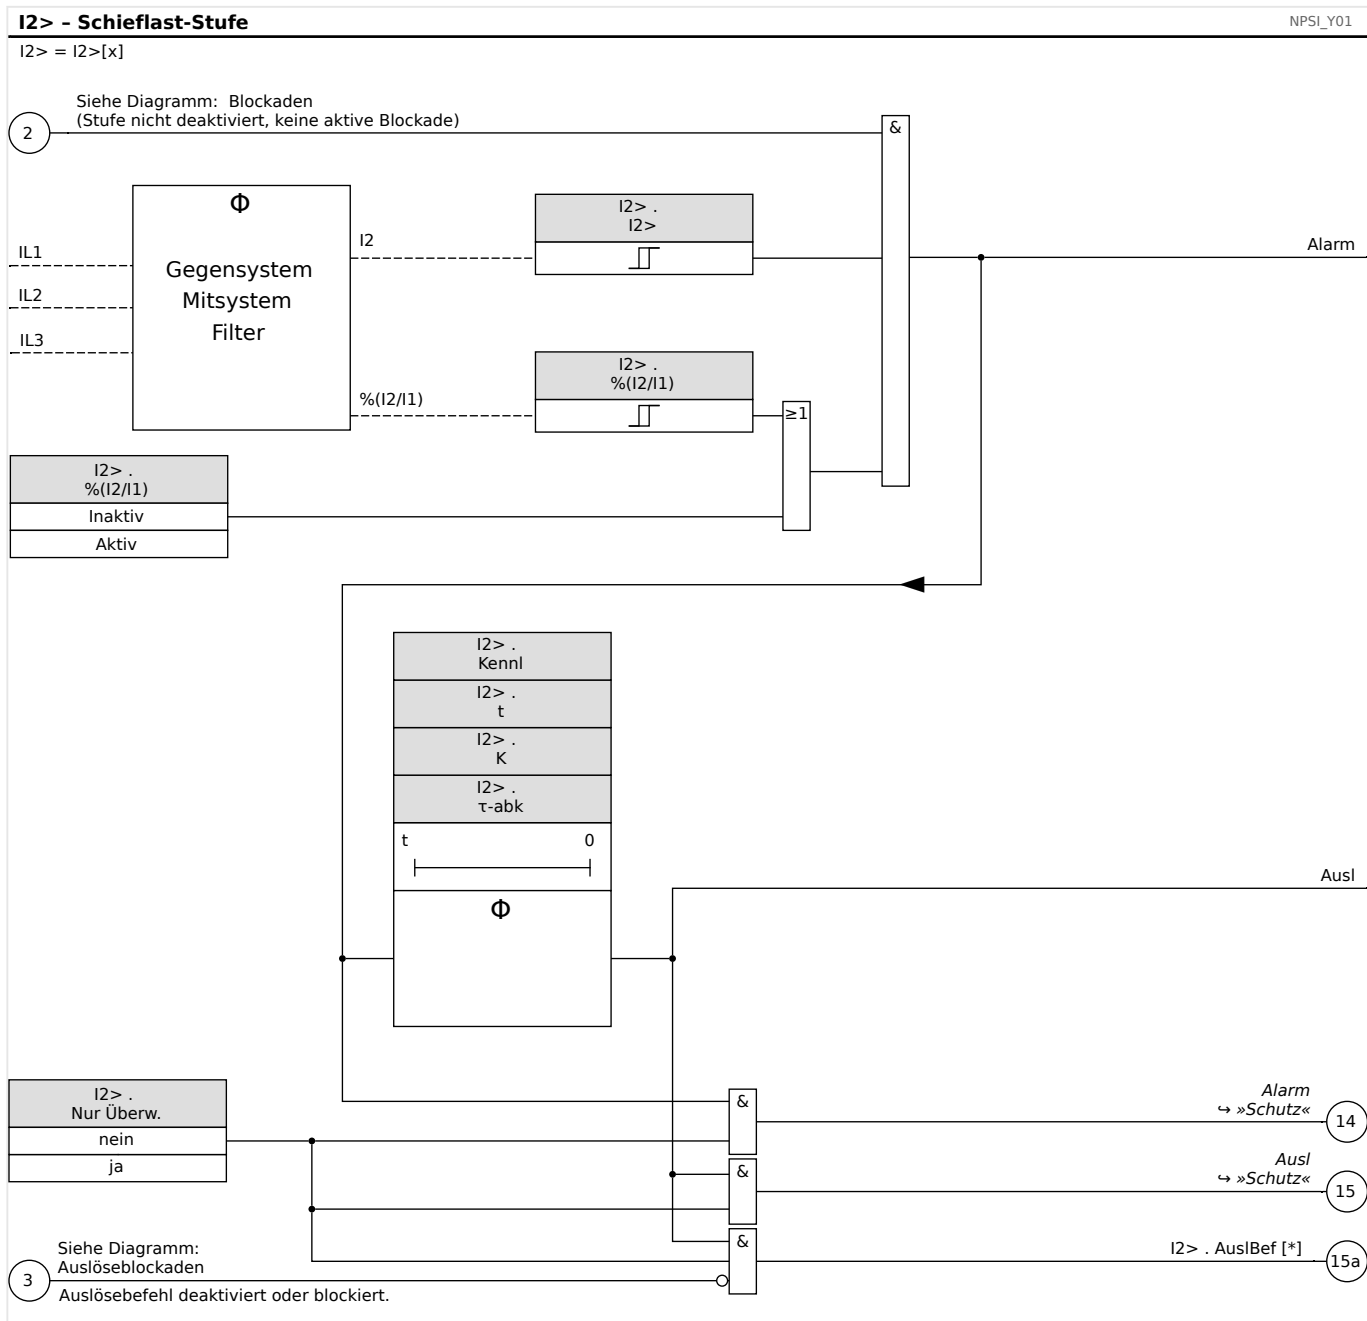 I2> – Schieflast-Stufe
NPSI_Y01
I2> = I2>[x]
Siehe Diagramm: Blockaden
(Stufe nicht deaktiviert, keine aktive Blockade)
2
&
Φ
Gegensystem
Mitsystem
Filter
IL1
IL2
IL3
I2
I2> .
I2>
Alarm
%(I2/I1)
I2> .
%(I2/I1)
≥1
I2> .
%(I2/I1)
Inaktiv
Aktiv
I2> .
Kennl
I2> .
t
I2> .
K
I2> .
τ-abk
t 0
Φ
Ausl
I2> .
Nur Überw.
nein
ja
&
Alarm
↪ »Schutz«
14
&
Ausl
↪ »Schutz«
15
&
I2> . AuslBef [*]
15a
Siehe Diagramm:
Auslöseblockaden
3
Auslösebefehl deaktiviert oder blockiert.